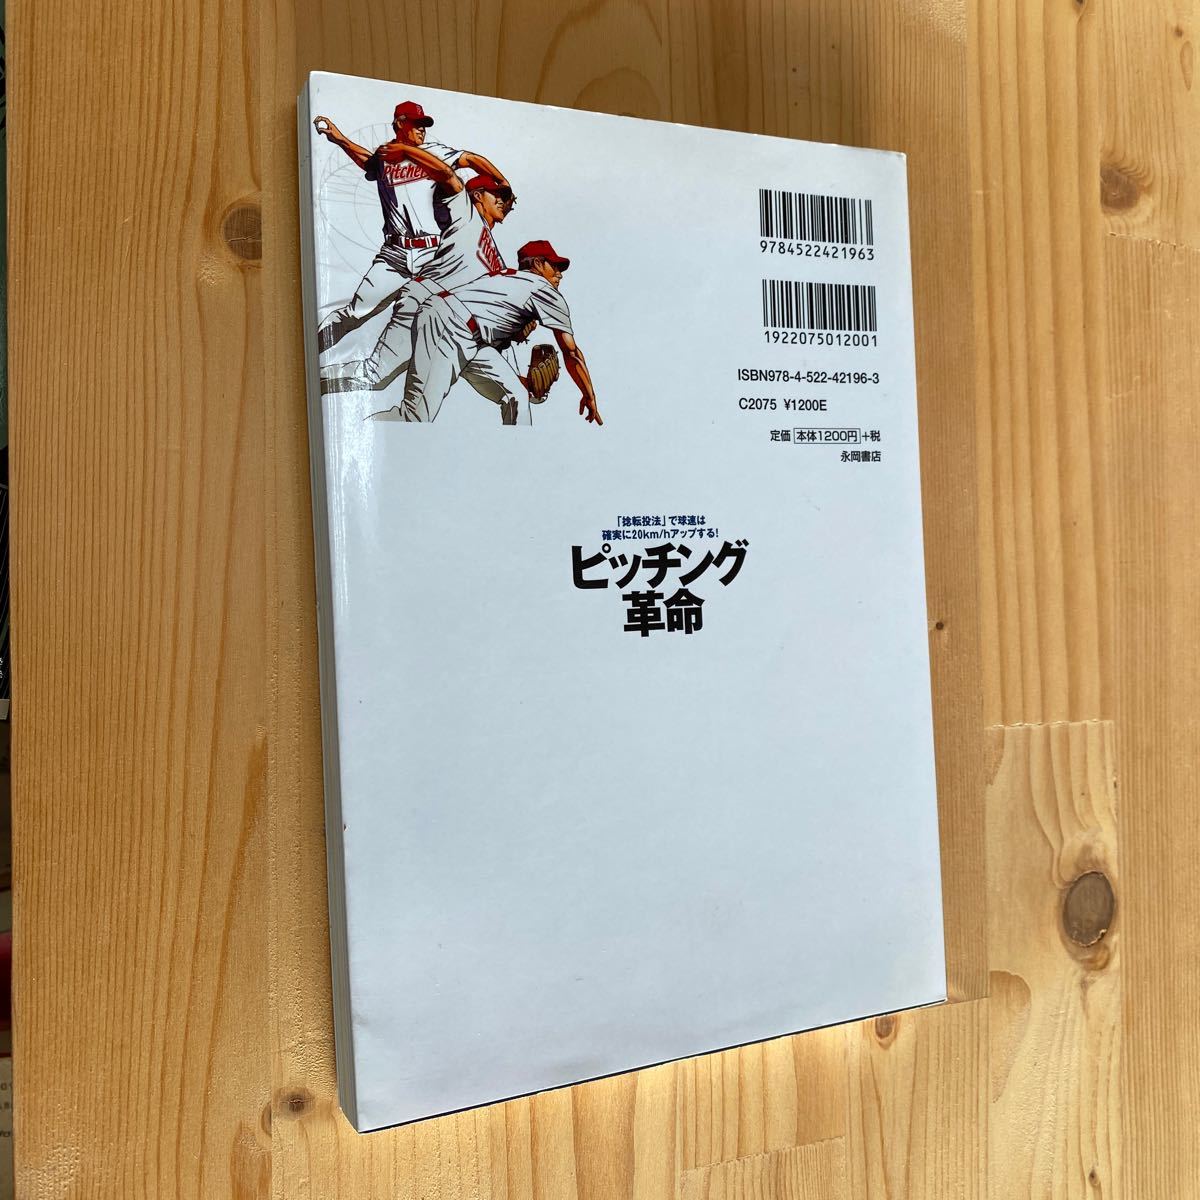 Pitcher
9784522421963
1922075012001
ISBN978-4-522-42196-3
C2075 ¥1200E
定価 本体1200円 +税
永岡書店
「捻転投法」で球速は
確実に20km/hアップする!
ピッチング
革命